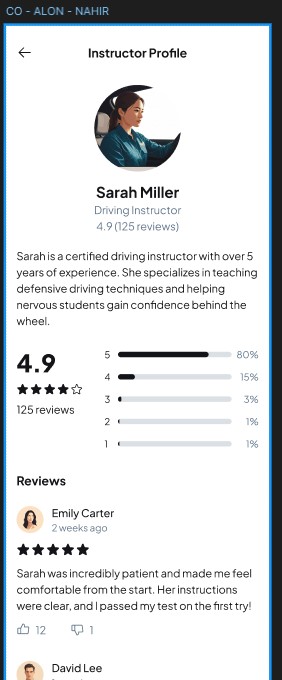 CO - ALON - NAHIR
Instructor Profile
Sarah Miller
Driving Instructor
4.9 (125 reviews)
Sarah is a certified driving instructor with over 5
years of experience. She specializes in teaching
defensive driving techniques and helping
nervous students gain confidence behind the
wheel.
4.9
125 reviews
5 80%
4 15%
3 3%
2 1%
1 1%
Reviews
Emily Carter
2 weeks ago
Sarah was incredibly patient and made me feel
comfortable from the start. Her instructions
were clear, and I passed my test on the first try!
12 1
David Lee